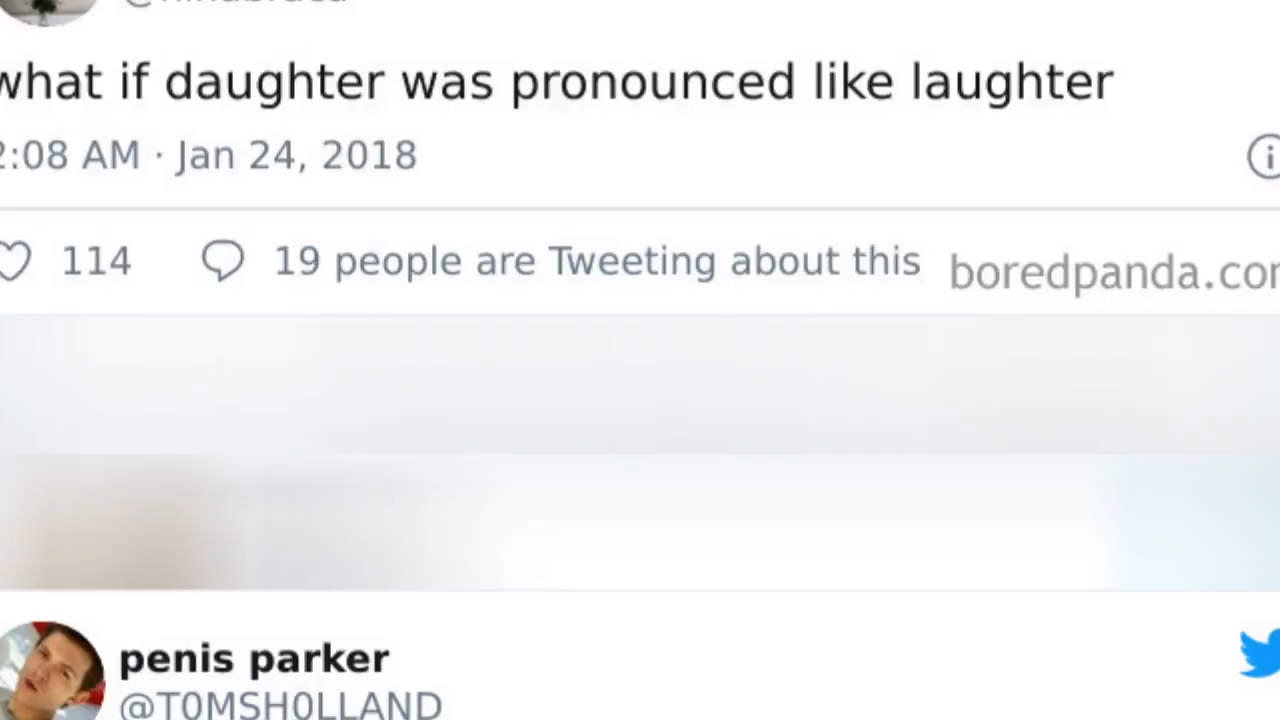 what if daughter was pronounced like laughter
2:08 AM · Jan 24, 2018
114
19 people are Tweeting about this
boredpanda.com
penis parker
@T0MSH0LLAND